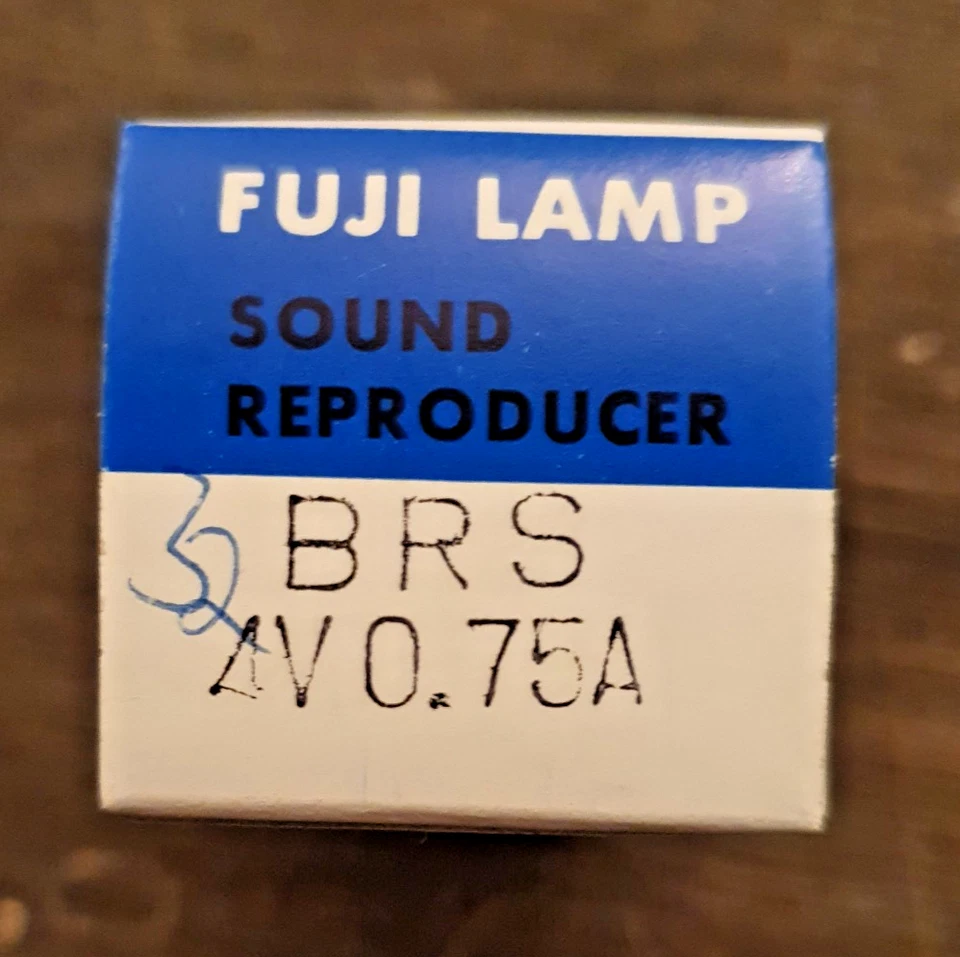 FUJI LAMP
SOUND
REPRODUCER
BRS
4V 0.75A